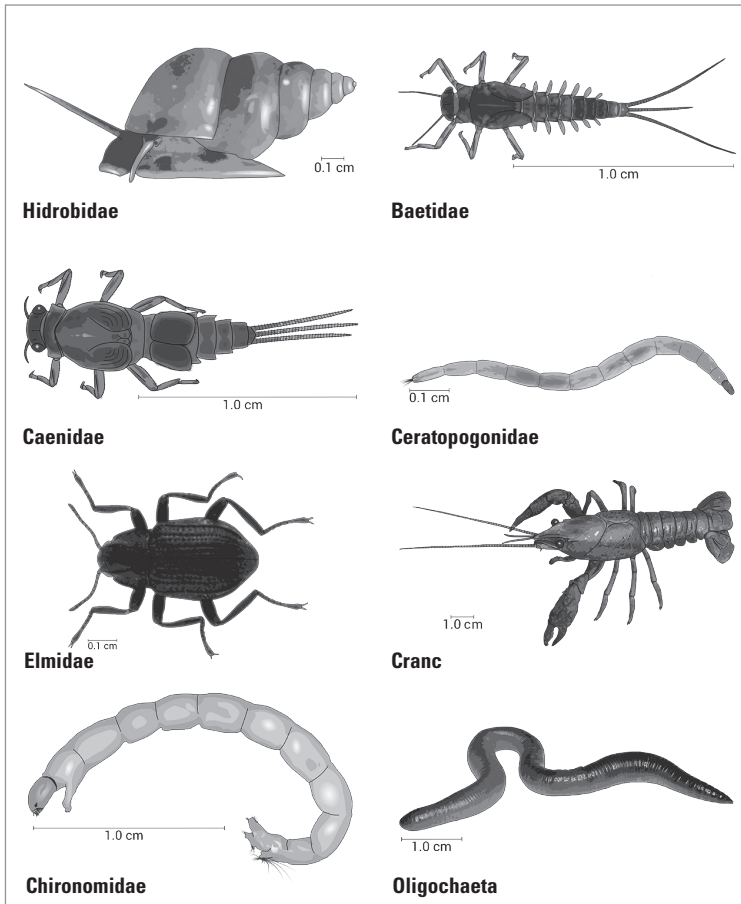 0.1 cm
1.0 cm
Hidrobidae
Baetidae
1.0 cm
0.1 cm
Caenidae
Ceratopogonidae
0.1 cm
1.0 cm
Elmidae
Cranc
1.0 cm
1.0 cm
Chironomidae
Oligochaeta